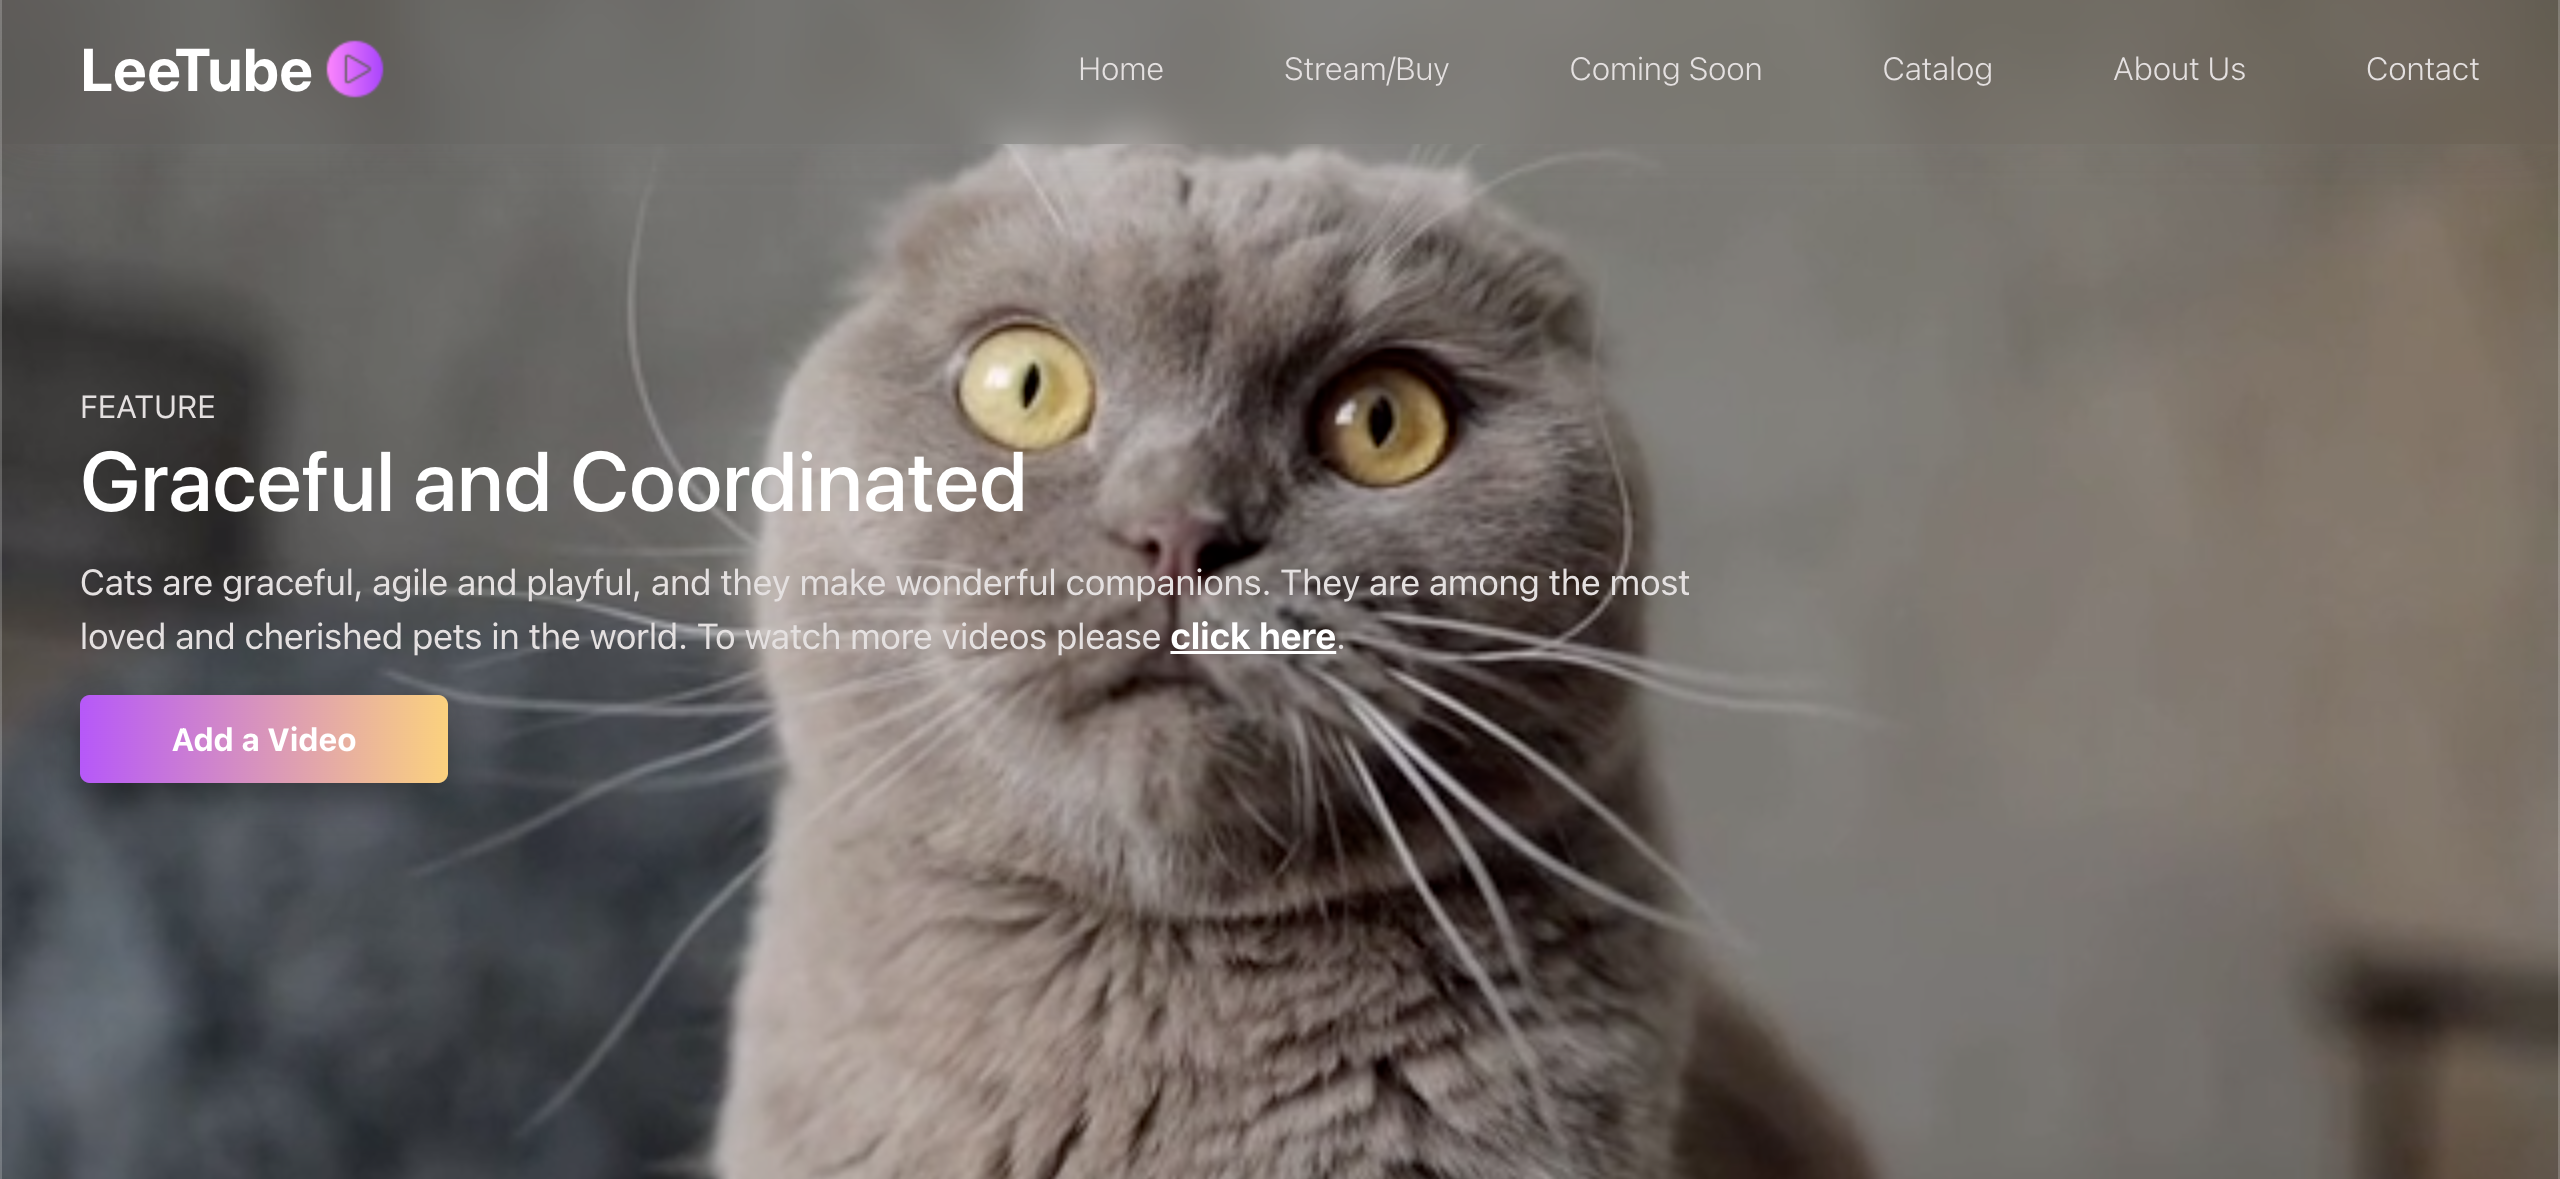 LeeTube
Home
Stream/Buy
Coming Soon
Catalog
About Us
Contact
FEATURE
Graceful and Coordinated
Cats are graceful, agile and playful, and they make wonderful companions. They are among the most
loved and cherished pets in the world. To watch more videos please click here.
Add a Video